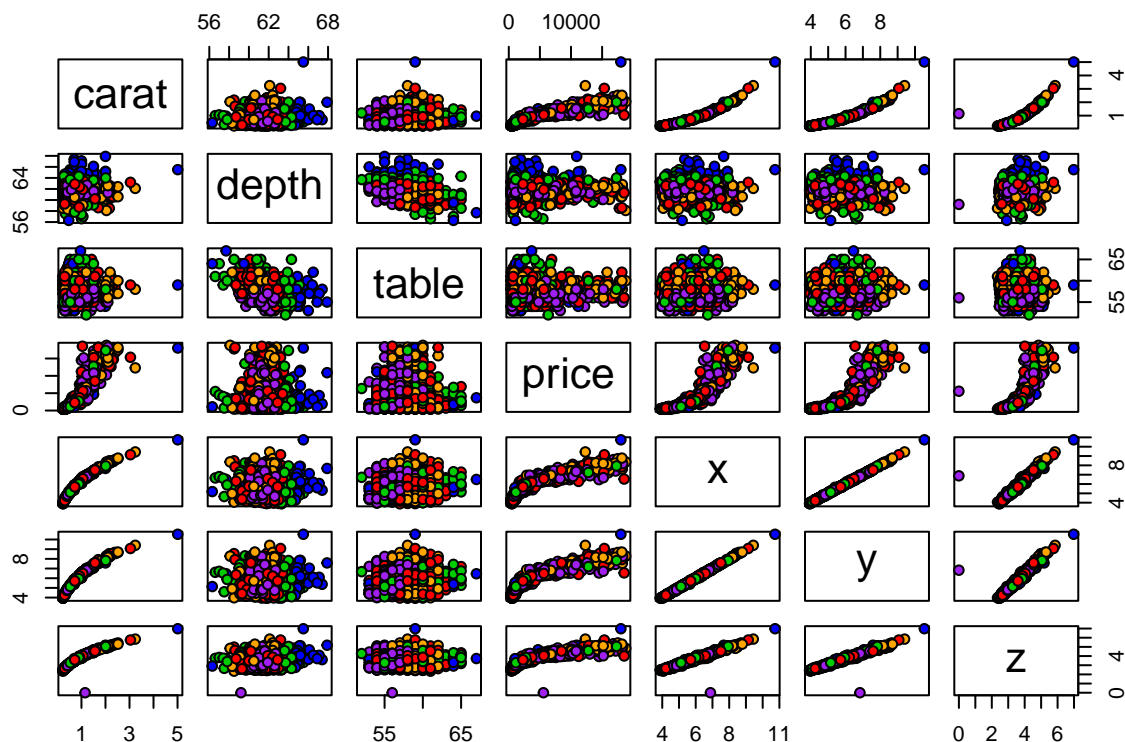 56 62 68 0 10000 4 6 8
carat 1 4
56 64 depth
table 55 65
0 price
x 4 8
4 8 y
z 0 4
1 3 5 55 65 4 6 8 10 11 0 2 4 6